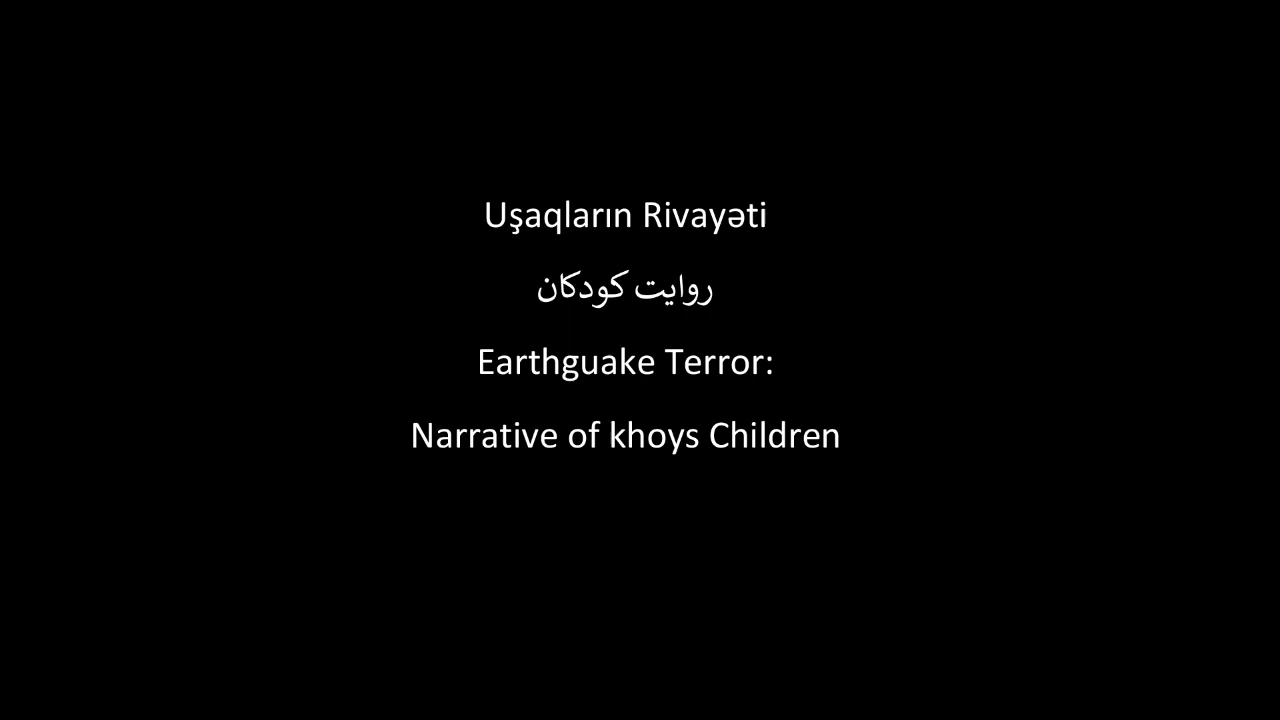 Uşaqların Rivayəti
روایت کودکان
Earthguake Terror:
Narrative of khoys Children